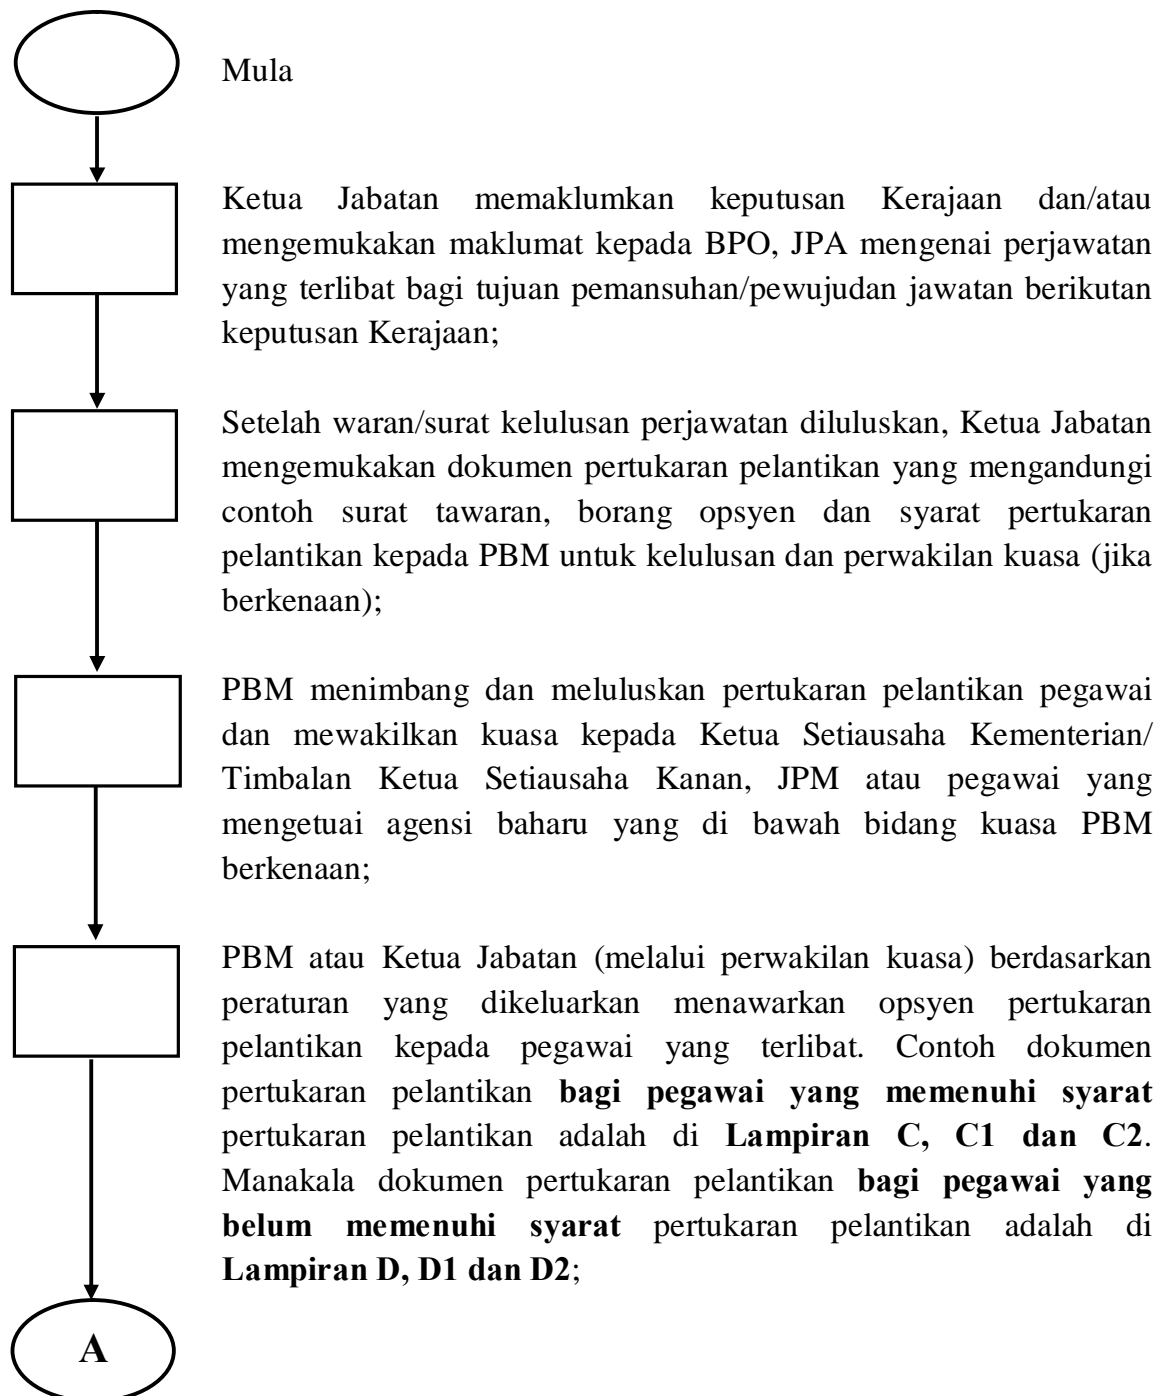 Mula
Ketua Jabatan memaklumkan keputusan Kerajaan dan/atau
mengemukakan maklumat kepada BPO, JPA mengenai perjawatan
yang terlibat bagi tujuan pemansuhan/pewujudan jawatan berikutan
keputusan Kerajaan;
Setelah waran/surat kelulusan perjawatan diluluskan, Ketua Jabatan
mengemukakan dokumen pertukaran pelantikan yang mengandungi
contoh surat tawaran, borang opsyen dan syarat pertukaran
pelantikan kepada PBM untuk kelulusan dan perwakilan kuasa (jika
berkenaan);
PBM menimbang dan meluluskan pertukaran pelantikan pegawai
dan mewakilkan kuasa kepada Ketua Setiausaha Kementerian/
Timbalan Ketua Setiausaha Kanan, JPM atau pegawai yang
mengetuai agensi baharu yang di bawah bidang kuasa PBM
berkenaan;
PBM atau Ketua Jabatan (melalui perwakilan kuasa) berdasarkan
peraturan yang dikeluarkan menawarkan opsyen pertukaran
pelantikan kepada pegawai yang terlibat. Contoh dokumen
pertukaran pelantikan bagi pegawai yang memenuhi syarat
pertukaran pelantikan adalah di Lampiran C, C1 dan C2.
Manakala dokumen pertukaran pelantikan bagi pegawai yang
belum memenuhi syarat pertukaran pelantikan adalah di
Lampiran D, D1 dan D2;
A